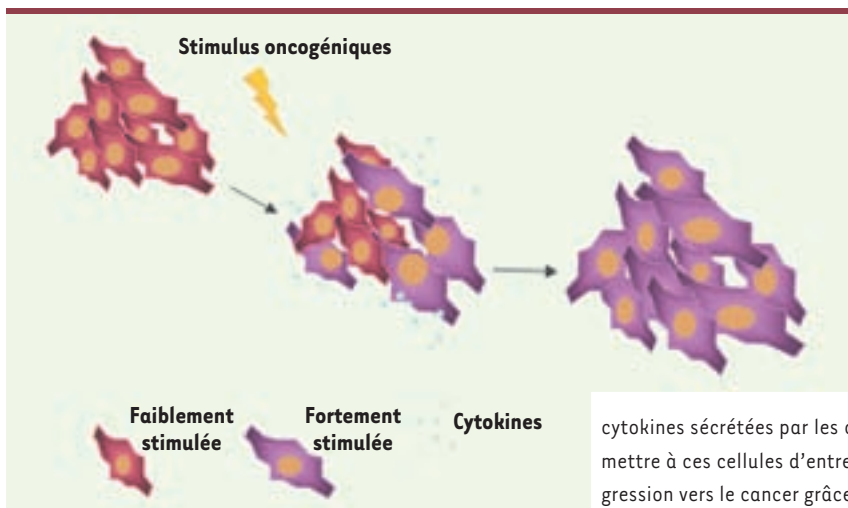 Stimulus oncogéniques
Faiblement
stimulée
Fortement
stimulée
Cytokines
cytokines sécrétées par les
mettre à ces cellules d’entre
gression vers le cancer grâce